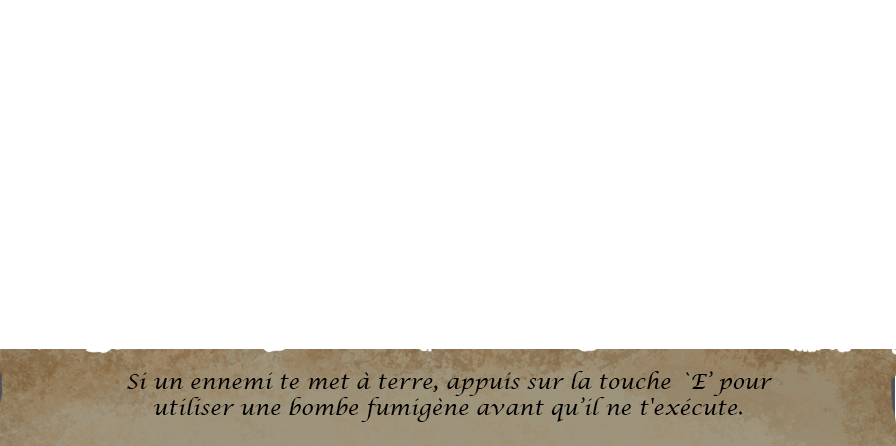 Si un ennemi te met à terre, appuis sur la touche `E’ pour
utiliser une bombe fumigène avant qu’il ne t'exécute.